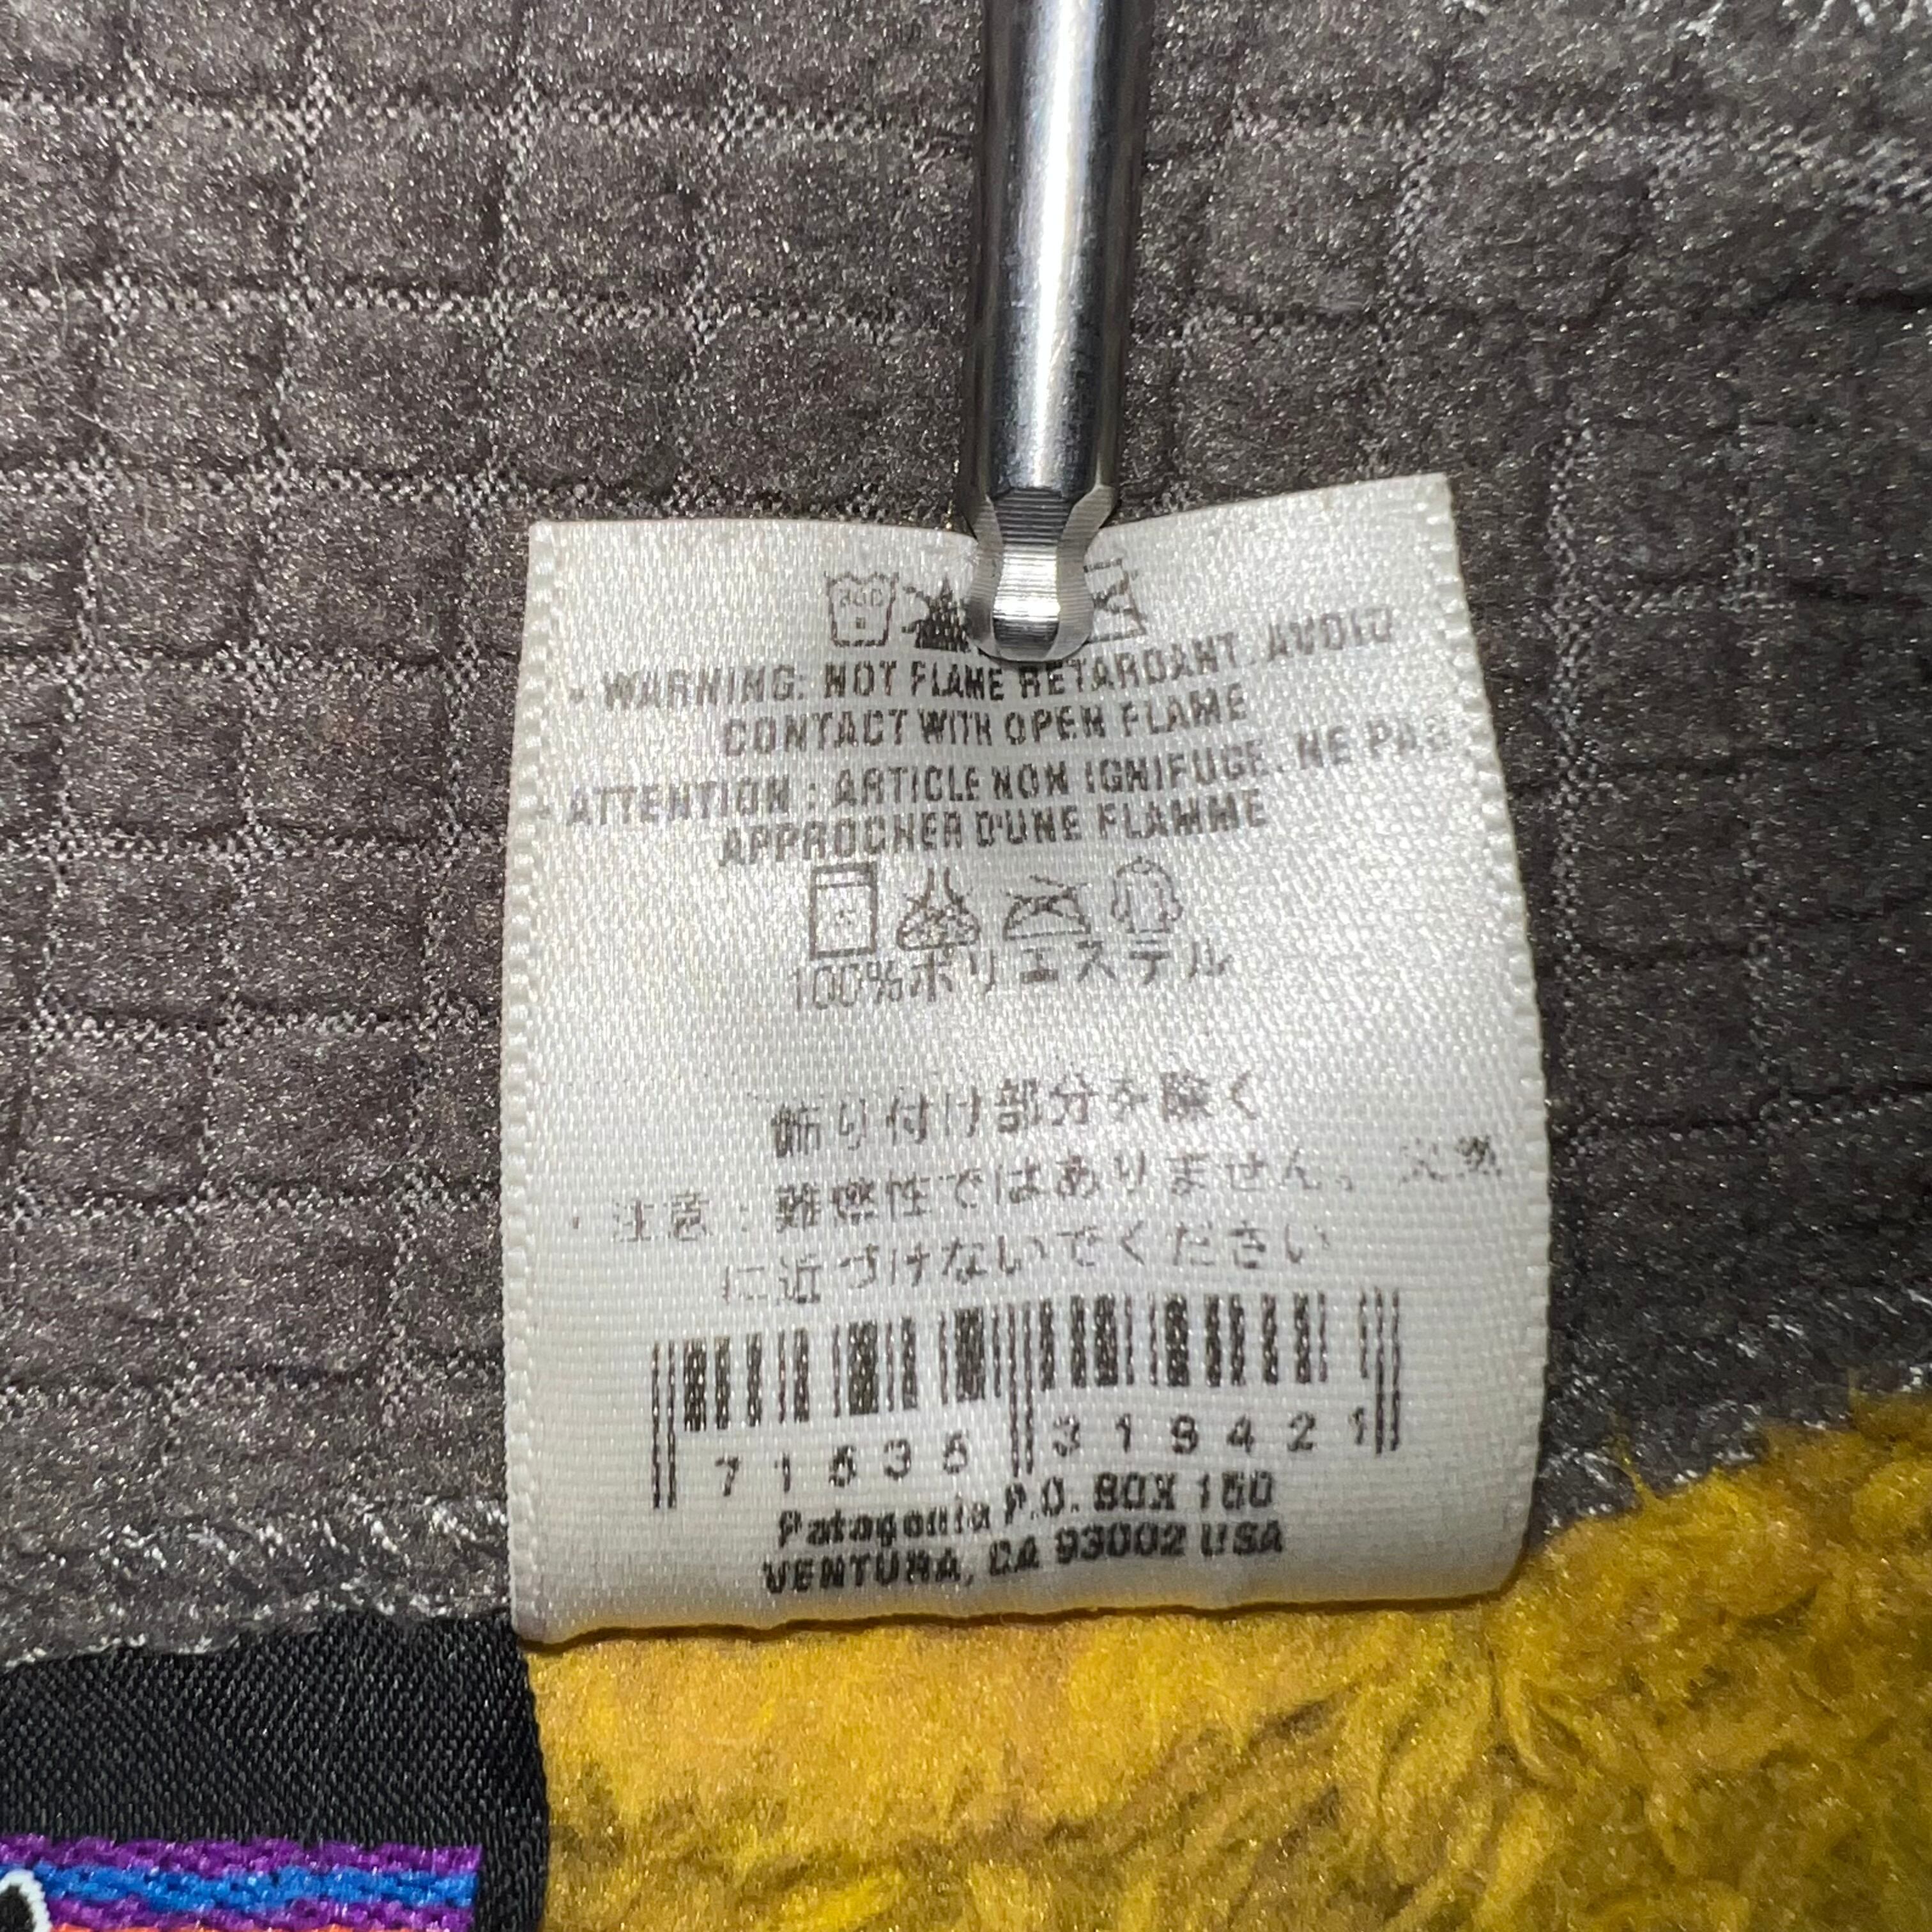 · WARNING: NOT FLAME RETARDANT. AVOID
CONTACT WITH OPEN FLAME
· ATTENTION : ARTICLE NON IGNIFUGE. NE PAS
APPROCHER D'UNE FLAMME
100%ポリエステル
飾り付け部分を除く
· 注意 : 難燃性ではありません。
に近づけないでください
71535 319421
Patagonia P.O. BOX 150
VENTURA, CA 93002 USA